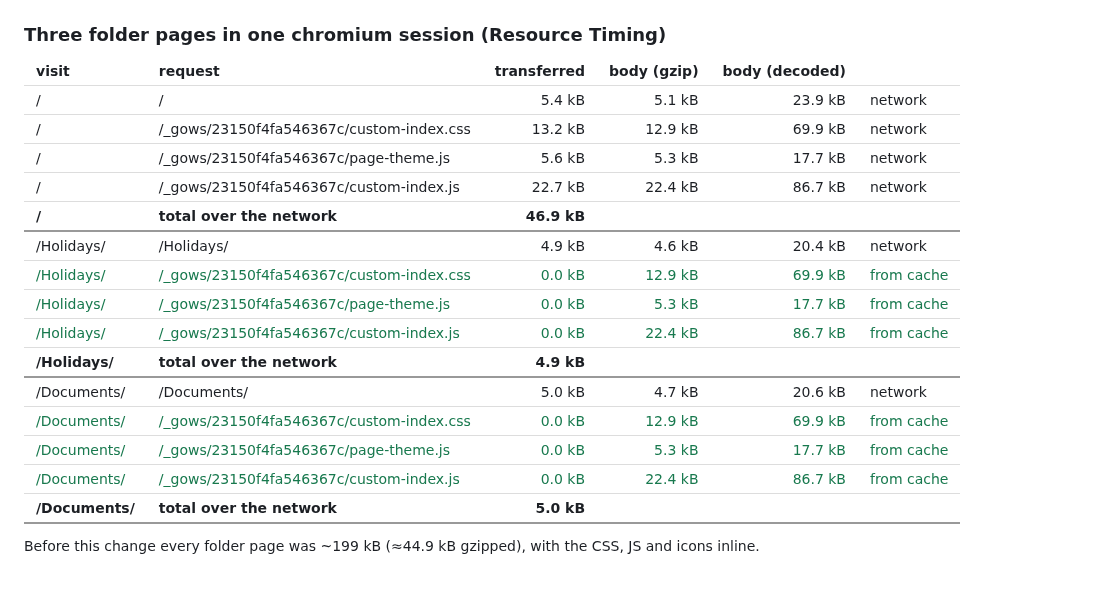 Three folder pages in one chromium session (Resource Timing)
visit request transferred body (gzip) body (decoded)
/ / 5.4 kB 5.1 kB 23.9 kB network
/ /_gows/23150f4fa546367c/custom-index.css 13.2 kB 12.9 kB 69.9 kB network
/ /_gows/23150f4fa546367c/page-theme.js 5.6 kB 5.3 kB 17.7 kB network
/ /_gows/23150f4fa546367c/custom-index.js 22.7 kB 22.4 kB 86.7 kB network
/ total over the network 46.9 kB
/Holidays/ /Holidays/ 4.9 kB 4.6 kB 20.4 kB network
/Holidays/ /_gows/23150f4fa546367c/custom-index.css 0.0 kB 12.9 kB 69.9 kB from cache
/Holidays/ /_gows/23150f4fa546367c/page-theme.js 0.0 kB 5.3 kB 17.7 kB from cache
/Holidays/ /_gows/23150f4fa546367c/custom-index.js 0.0 kB 22.4 kB 86.7 kB from cache
/Holidays/ total over the network 4.9 kB
/Documents/ /Documents/ 5.0 kB 4.7 kB 20.6 kB network
/Documents/ /_gows/23150f4fa546367c/custom-index.css 0.0 kB 12.9 kB 69.9 kB from cache
/Documents/ /_gows/23150f4fa546367c/page-theme.js 0.0 kB 5.3 kB 17.7 kB from cache
/Documents/ /_gows/23150f4fa546367c/custom-index.js 0.0 kB 22.4 kB 86.7 kB from cache
/Documents/ total over the network 5.0 kB
Before this change every folder page was ~199 kB (≈44.9 kB gzipped), with the CSS, JS and icons inline.